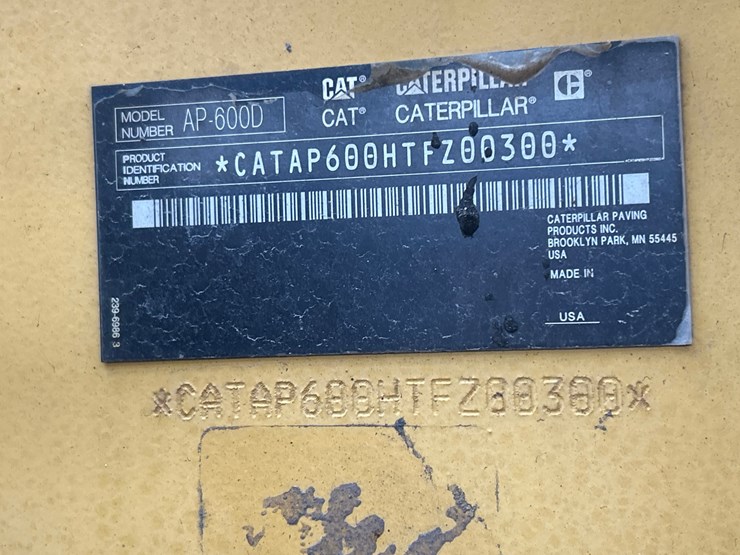 CAT® CATERPILLAR
MODEL NUMBER AP-600D
CAT® CATERPILLAR®
PRODUCT IDENTIFICATION NUMBER *CATAP600HTFZ00300*
CATERPILLAR PAVING
PRODUCTS INC.
BROOKLYN PARK, MN 55445
USA
MADE IN
USA
239-6986 3
*CATAP600HTFZ00300*